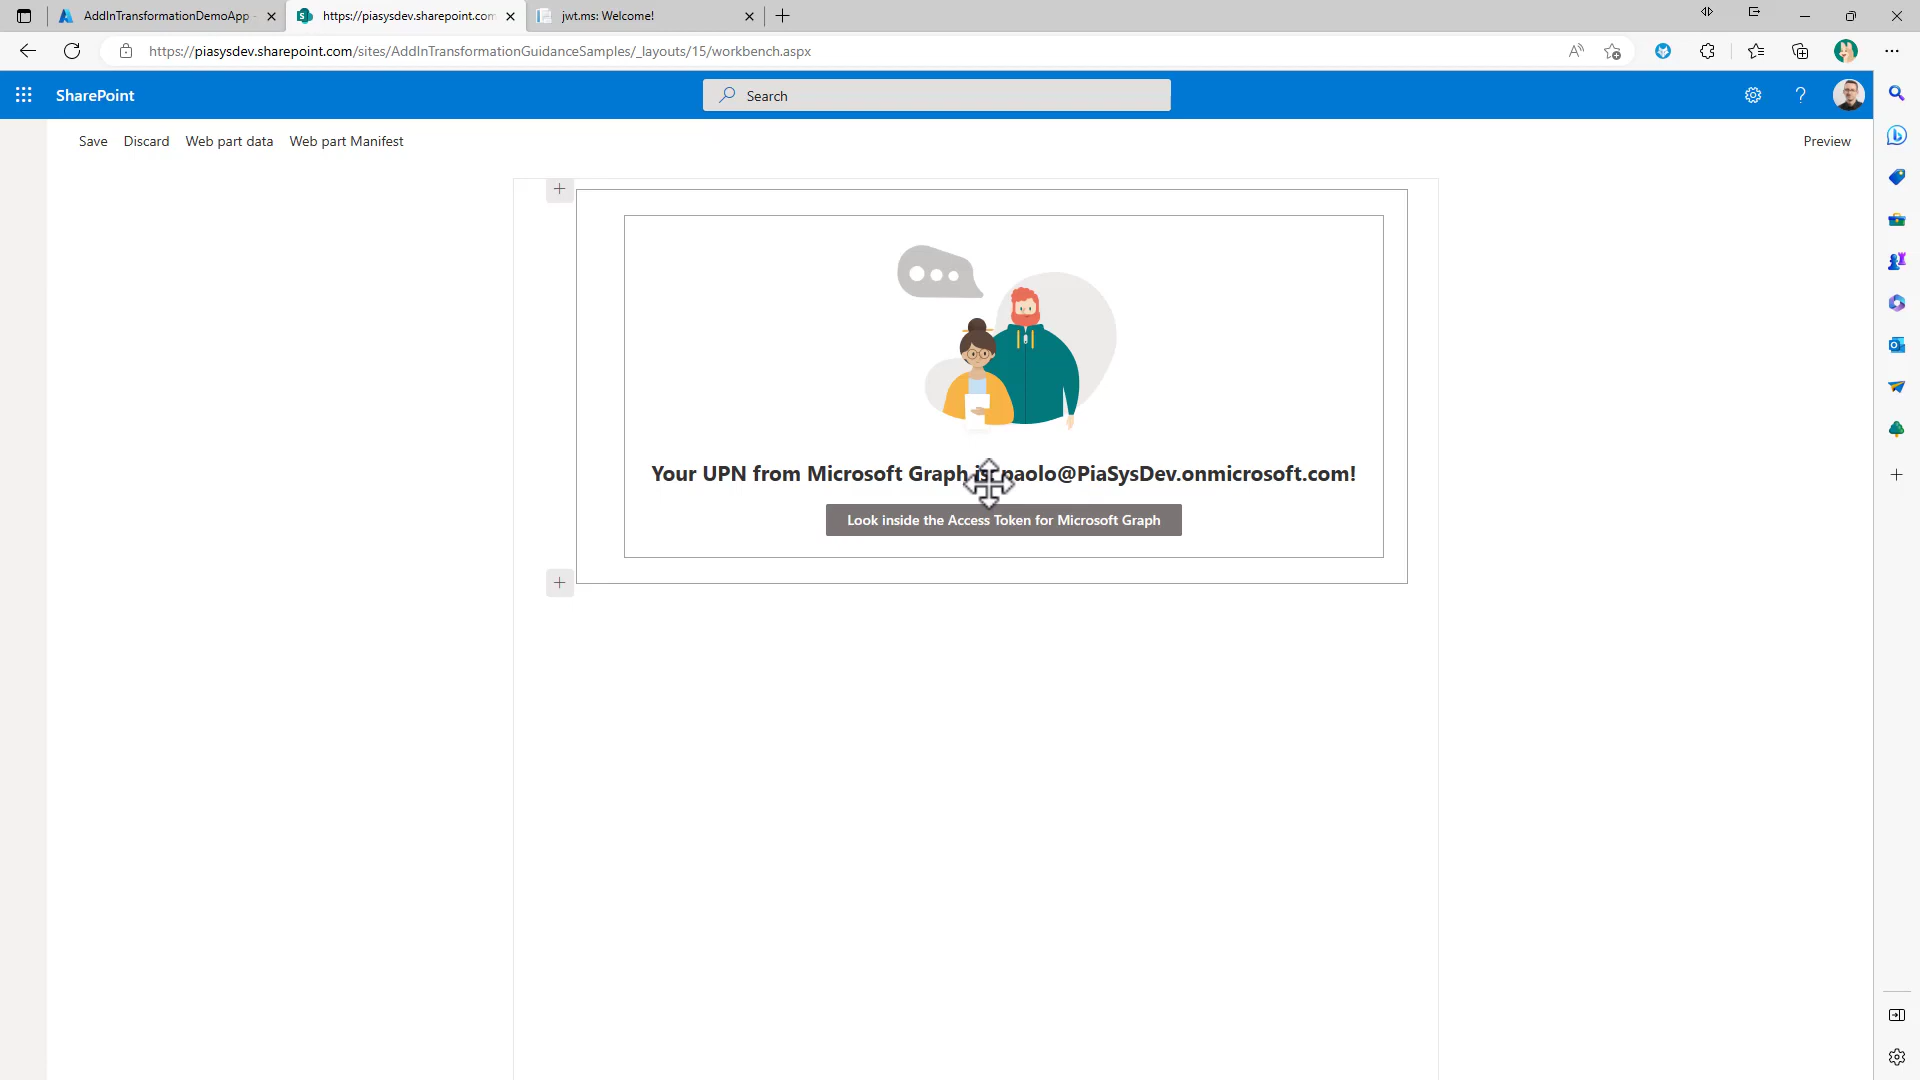 AddInTransformationDemoApp -
https://piasysdev.sharepoint.com
jwt.ms: Welcome!
https://piasysdev.sharepoint.com/sites/AddInTransformationGuidanceSamples/_layouts/15/workbench.aspx
SharePoint
Search
Save
Discard
Web part data
Web part Manifest
Preview
Your UPN from Microsoft Graph is: paolo@PiaSysDev.onmicrosoft.com!
Look inside the Access Token for Microsoft Graph